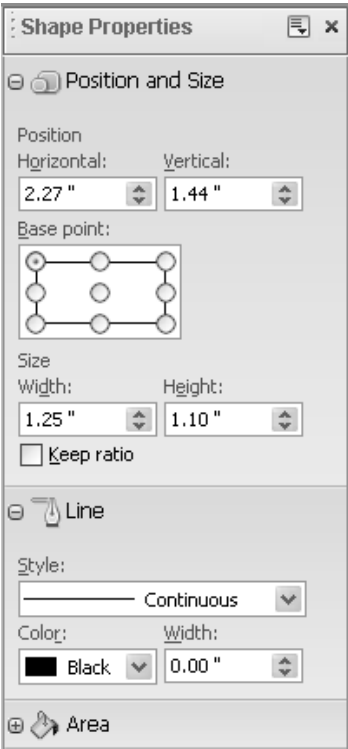 Shape Properties
Position and Size
Position
Horizontal: Vertical:
2.27 " 1.44 "
Base point:
Size
Width: Height:
1.25 " 1.10 "
Keep ratio
Line
Style:
Continuous
Color: Width:
Black 0.00 "
Area